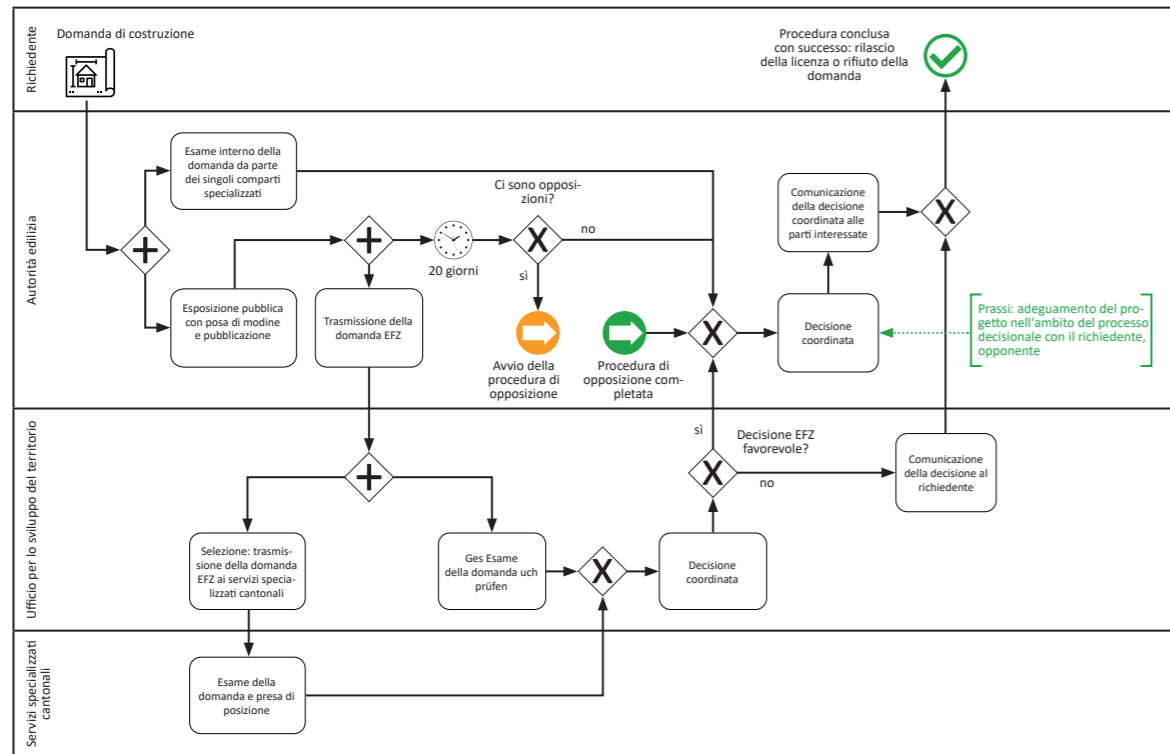 Richiedente
Domanda di costruzione
Procedura conclusa
con successo: rilascio
della licenza o rifiuto della
domanda
Autorità edilizia
Esame interno della
domanda da parte
dei singoli comparti
specializzati
Ci sono opposi-
zioni?
no
sì
20 giorni
Esposizione pubblica
con posa di modine
e pubblicazione
Trasmissione della
domanda EFZ
Avvio della
procedura di
opposizione
Procedura di
opposizione com-
pletata
Decisione
coordinata
Comunicazione
della decisione
coordinata alle
parti interessate
Prassi: adeguamento del pro-
getto nell'ambito del processo
decisionale con il richiedente,
opponente
Ufficio per lo sviluppo del territorio
sì
Decisione EFZ
favorevole?
no
Comunicazione
della decisione al
richiedente
Selezione: trasmis-
sione della domanda
EFZ ai servizi specia-
lizzati cantonali
Ges Esame
della domanda uch
prüfen
Decisione
coordinata
Servizi specializzati
cantonali
Esame della
domanda e presa di
posizione